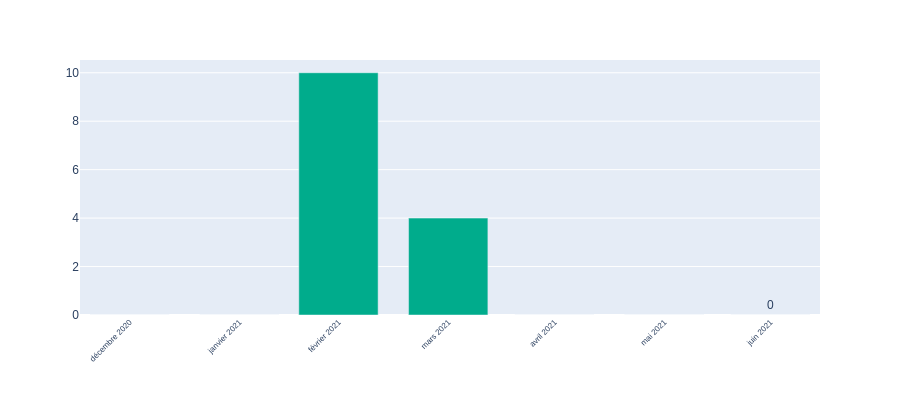 10
8
6
4
2
0
0
décembre 2020
janvier 2021
février 2021
mars 2021
avril 2021
mai 2021
juin 2021